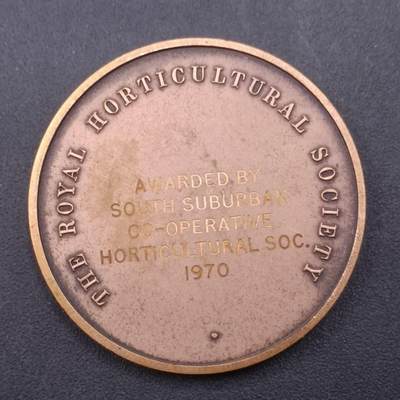 THE ROYAL HORTICULTURAL SOCIETY
AWARDED BY
SOUTH SUBURBAN
CO-OPERATIVE
HORTICULTURAL SOC.
1970